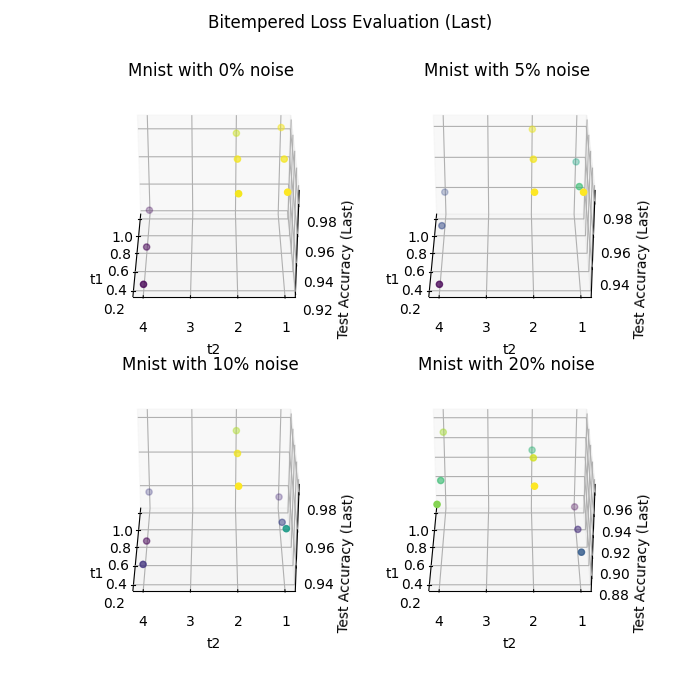 Bitempered Loss Evaluation (Last)
Mnist with 0% noise
0.98
0.96
0.94
0.92
Test Accuracy (Last)
1.0
0.8
0.6
0.4
0.2
t1
4 3 2 1
t2
Mnist with 5% noise
0.98
0.96
0.94
Test Accuracy (Last)
1.0
0.8
0.6
0.4
0.2
t1
4 3 2 1
t2
Mnist with 10% noise
0.98
0.96
0.94
Test Accuracy (Last)
1.0
0.8
0.6
0.4
0.2
t1
4 3 2 1
t2
Mnist with 20% noise
0.96
0.94
0.92
0.90
0.88
Test Accuracy (Last)
1.0
0.8
0.6
0.4
0.2
t1
4 3 2 1
t2